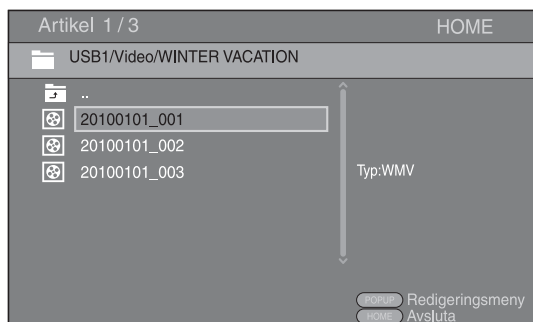 Artikel 1 / 3 HOME
USB1/Video/WINTER VACATION
..
20100101_001
20100101_002
20100101_003
Typ:WMV
POPUP Redigeringsmeny
HOME Avsluta